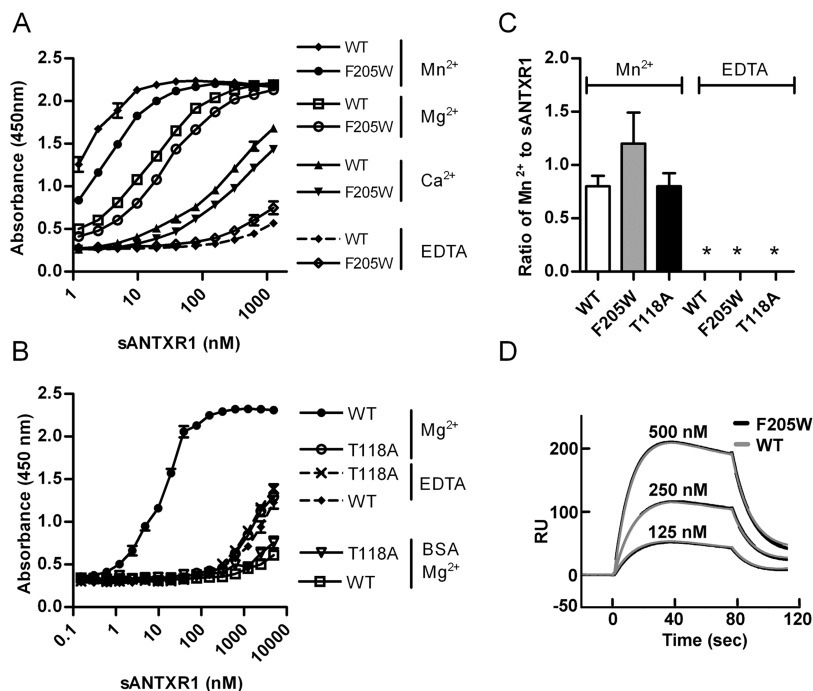 A
Absorbance (450nm)
2.5
2.0
1.5
1.0
0.5
0.0
1
10
100
1000
sANTXR1 (nM)
WT
F205W
Mn²⁺
WT
F205W
Mg²⁺
WT
F205W
Ca²⁺
WT
F205W
EDTA
B
Absorbance (450 nm)
2.5
2.0
1.5
1.0
0.5
0.0
0.1
1
10
100
1000
10000
sANTXR1 (nM)
WT
T118A
Mg²⁺
T118A
WT
EDTA
T118A
WT
BSA
Mg²⁺
C
Ratio of Mn²⁺ to sANTXR1
2.0
1.5
1.0
0.5
0.0
Mn²⁺
EDTA
* * *
WT
F205W
T118A
WT
F205W
T118A
D
F205W
WT
500 nM
250 nM
125 nM
RU
200
100
0
-50
0
40
80
120
Time (sec)